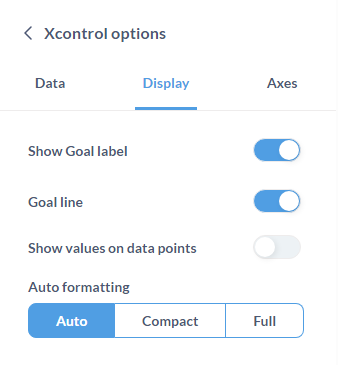 Xcontrol options
Data Display Axes
Show Goal label
Goal line
Show values on data points
Auto formatting
Auto Compact Full